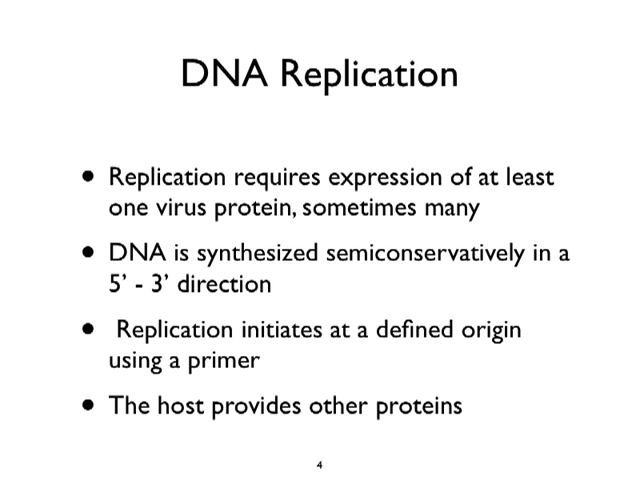 DNA Replication
• Replication requires expression of at least
one virus protein, sometimes many
• DNA is synthesized semiconservatively in a
5’ - 3’ direction
• Replication initiates at a defined origin
using a primer
• The host provides other proteins
4